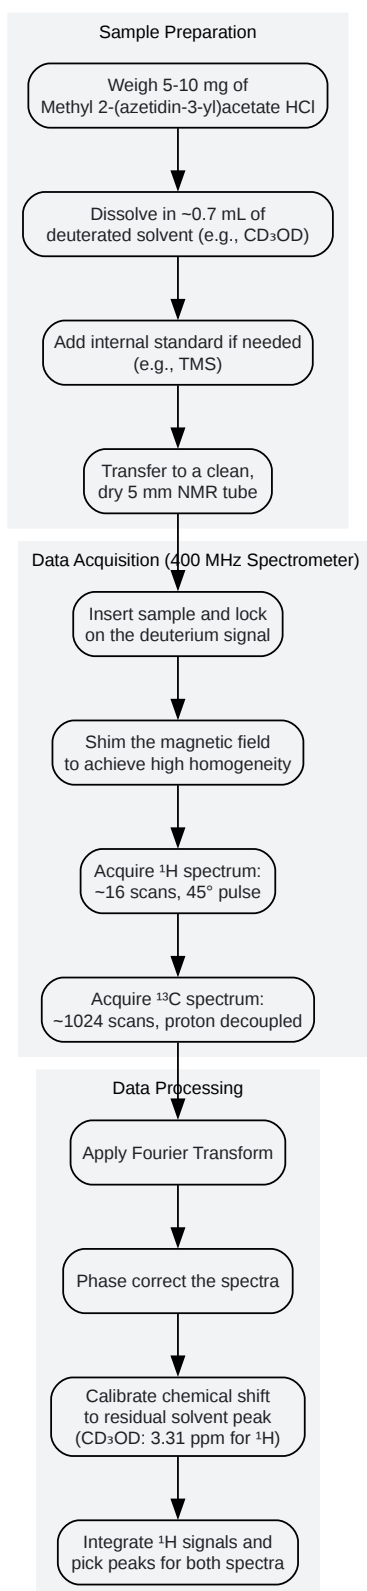 Sample Preparation
Weigh 5-10 mg of
Methyl 2-(azetidin-3-yl)acetate HCl
Dissolve in ~0.7 mL of
deuterated solvent (e.g., CD₃OD)
Add internal standard if needed
(e.g., TMS)
Transfer to a clean,
dry 5 mm NMR tube
Data Acquisition (400 MHz Spectrometer)
Insert sample and lock
on the deuterium signal
Shim the magnetic field
to achieve high homogeneity
Acquire ¹H spectrum:
~16 scans, 45° pulse
Acquire ¹³C spectrum:
~1024 scans, proton decoupled
Data Processing
Apply Fourier Transform
Phase correct the spectra
Calibrate chemical shift
to residual solvent peak
(CD₃OD: 3.31 ppm for ¹H)
Integrate ¹H signals and
pick peaks for both spectra